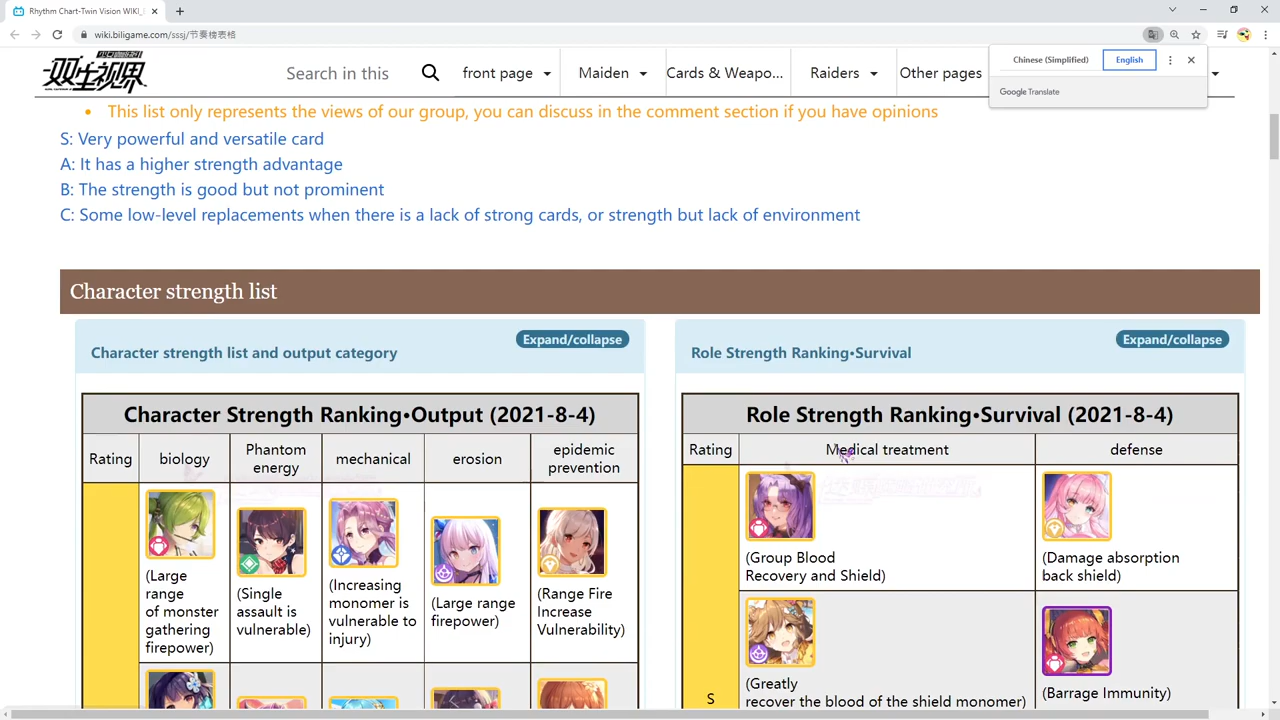 Rhythm Chart-Twin Vision WIKI_
wiki.biligame.com/sssj/节奏榜表格
双生视界
Search in this
front page
Maiden
Cards & Weapo...
Raiders
Other pages
Chinese (Simplified)
English
Google Translate
• This list only represents the views of our group, you can discuss in the comment section if you have opinions
S: Very powerful and versatile card
A: It has a higher strength advantage
B: The strength is good but not prominent
C: Some low-level replacements when there is a lack of strong cards, or strength but lack of environment
Character strength list
Expand/collapse
Character strength list and output category
Character Strength Ranking•Output (2021-8-4)
Rating
biology
Phantom
energy
mechanical
erosion
epidemic
prevention
(Large
range
of monster
gathering
firepower)
(Single
assault is
vulnerable)
(Increasing
monomer is
vulnerable to
injury)
(Large range
firepower)
(Range Fire
Increase
Vulnerability)
Expand/collapse
Role Strength Ranking•Survival
Role Strength Ranking•Survival (2021-8-4)
Rating
Medical treatment
defense
(Group Blood
Recovery and Shield)
(Damage absorption
back shield)
S
(Greatly
recover the blood of the shield monomer)
(Barrage Immunity)